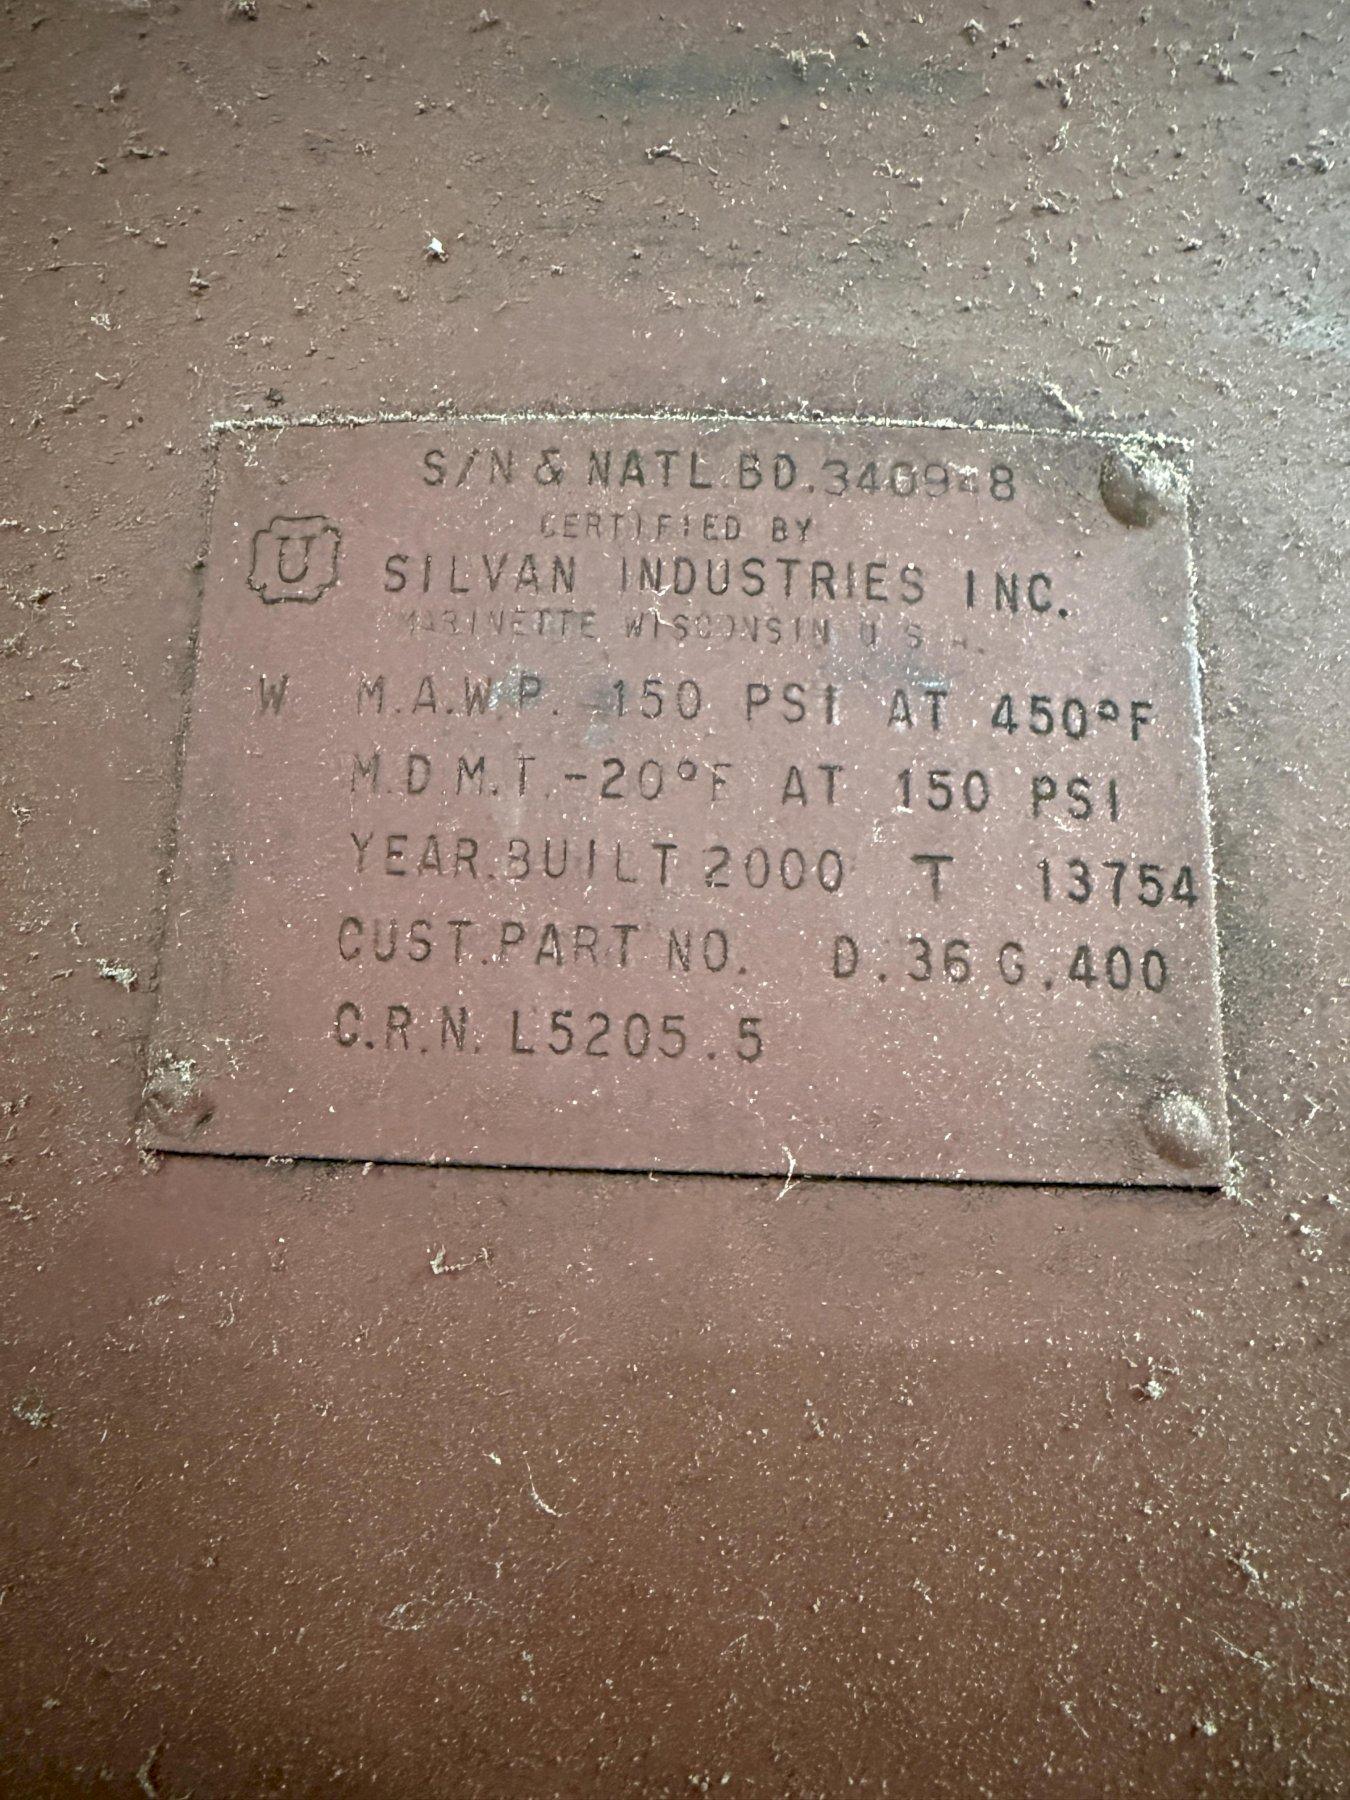 S/N & NATL.BD.
CERTIFIED BY
U SILVAN INDUSTRIES INC.
MARINETTE WISCONSIN U.S.A.
W M.A.W.P. 150 PSI AT 450°F
M.D.M.T. -20°F AT 150 PSI
YEAR.BUILT 2000 T 13754
CUST.PART NO. D.36 G.400
C.R.N. L5205.5